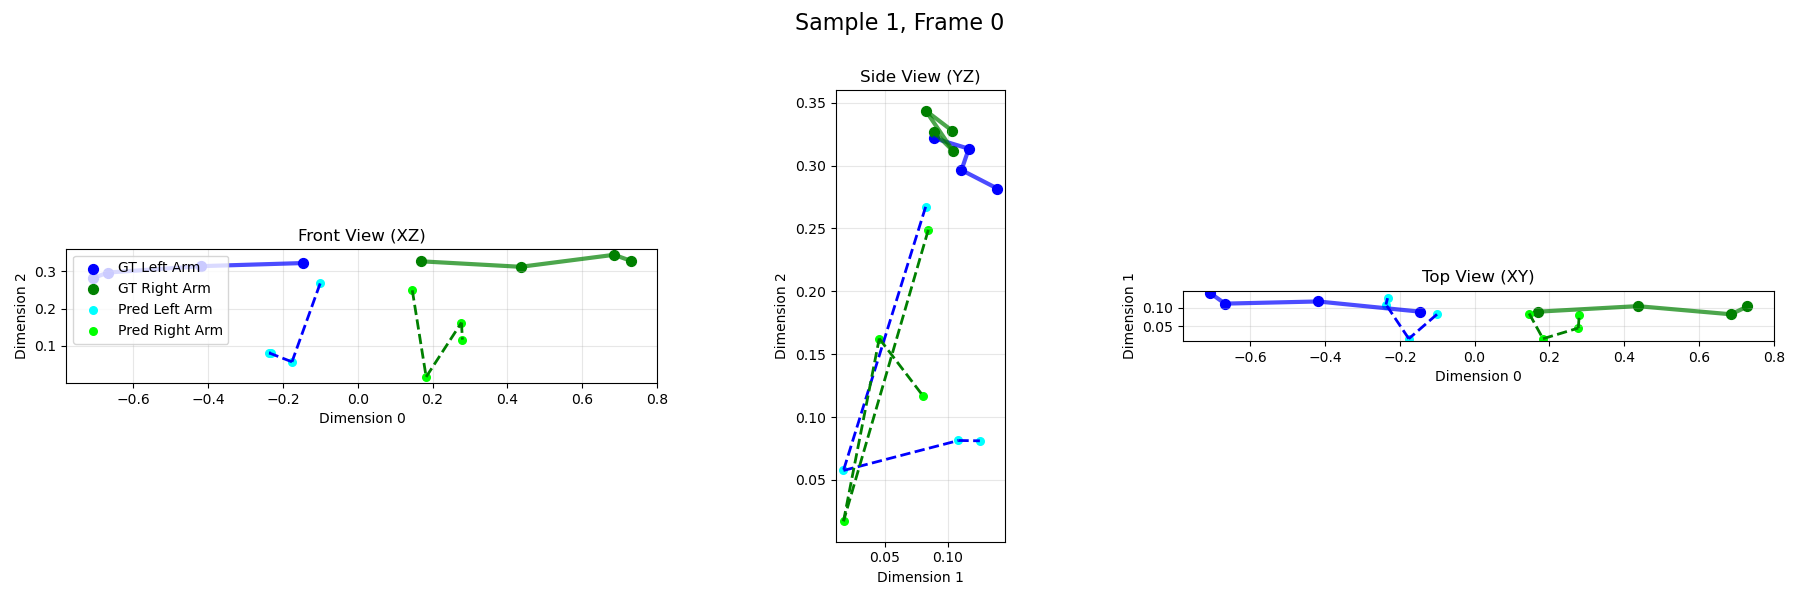 Sample 1, Frame 0
Front View (XZ)
GT Left Arm
GT Right Arm
Pred Left Arm
Pred Right Arm
0.3
0.2
0.1
Dimension 2
−0.6
−0.4
−0.2
0.0
0.2
0.4
0.6
0.8
Dimension 0
Side View (YZ)
0.35
0.30
0.25
0.20
0.15
0.10
0.05
Dimension 2
0.05
0.10
Dimension 1
Top View (XY)
0.10
0.05
Dimension 1
−0.6
−0.4
−0.2
0.0
0.2
0.4
0.6
0.8
Dimension 0